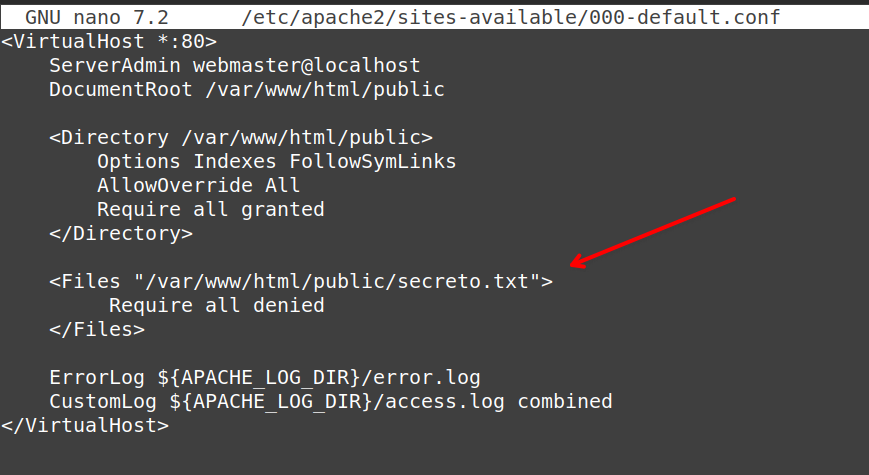 GNU nano 7.2 /etc/apache2/sites-available/000-default.conf
<VirtualHost *:80>
    ServerAdmin webmaster@localhost
    DocumentRoot /var/www/html/public
    <Directory /var/www/html/public>
        Options Indexes FollowSymLinks
        AllowOverride All
        Require all granted
    </Directory>
    <Files "/var/www/html/public/secreto.txt">
         Require all denied
    </Files>
    ErrorLog ${APACHE_LOG_DIR}/error.log
    CustomLog ${APACHE_LOG_DIR}/access.log combined
</VirtualHost>